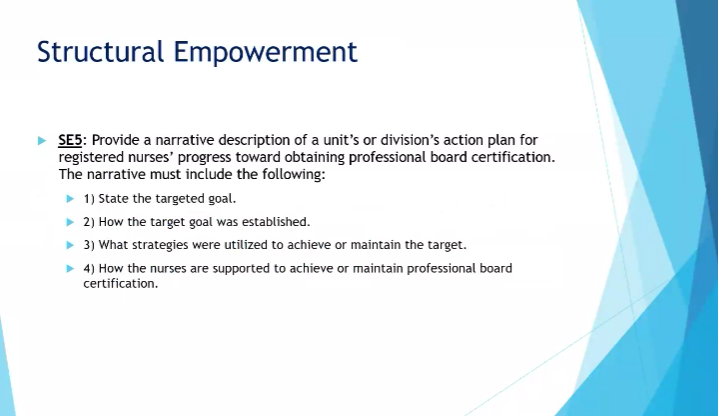 Structural Empowerment
SE5: Provide a narrative description of a unit's or division's action plan for
registered nurses' progress toward obtaining professional board certification.
The narrative must include the following:
1) State the targeted goal.
2) How the target goal was established.
3) What strategies were utilized to achieve or maintain the target.
4) How the nurses are supported to achieve or maintain professional board
certification.